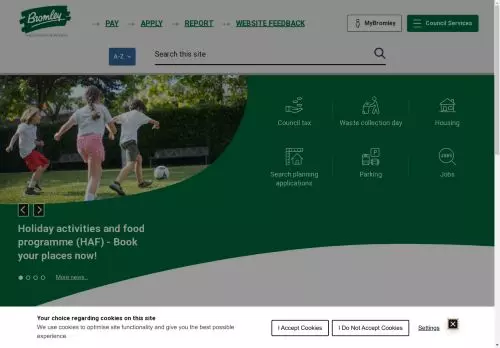 Bromley
PAY
APPLY
REPORT
WEBSITE FEEDBACK
MyBromley
Council Services
A-Z
Search this site
Council tax
Waste collection day
Housing
JOBS
Search planning
applications
Parking
Jobs
P
Holiday activities and food
programme (HAF) - Book
your places now!
More news...
Your choice regarding cookies on this site
We use cookies to optimise site functionality and give you the best possible
experience.
I Accept Cookies
I Do Not Accept Cookies
Settings